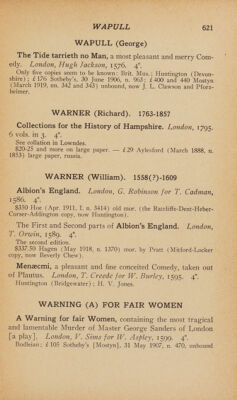 WAPULL 621
WAPULL (George)
The Tide tarrieth no Man, a most pleasant and merry Com-
edy. London, Hugh Jackson, 1576. 4°.
Only five copies seem to be known: Brit. Mus.; Huntington (Devon-
shire); £176 Sotheby's, 30 June 1906, n. 963; £400 and 440 Mostyn
(March 1919, nn. 342 and 343) unbound, now J. L. Clawson and Pforz-
heimer.
WARNER (Richard). 1763-1857
Collections for the History of Hampshire. London, 1795.
6 vols. in 3. 4°.
See collation in Lowndes.
$20-25 and more on large paper. — £29 Aylesford (March 1888, n.
1853) large paper, russia.
WARNER (William). 1558(?)-1609
Albion's England. London, G. Robinson for T. Cadman,
1586. 4°.
$350 Hoe (Apr. 1911, I, n. 3414) old mor. (the Ratcliffe-Dent-Heber-
Corser-Addington copy, now Huntington).
The First and Second parts of Albion's England. London,
T. Orwin, 1589. 4°.
The second edition.
$337.50 Hagen (May 1918, n. 1370) mor. by Pratt (Mitford-Locker
copy, now Beverly Chew).
Menæcmi, a pleasant and fine conceited Comedy, taken out
of Plautus. London, T. Creede for W. Burley, 1595. 4°.
Huntington (Bridgewater); H. V. Jones.
WARNING (A) FOR FAIR WOMEN
A Warning for fair Women, containing the most tragical
and lamentable Murder of Master George Sanders of London
[a play]. London, V. Sims for W. Aspley, 1599. 4°.
Bodleian; £105 Sotheby's [Mostyn], 31 May 1907, n. 470, unbound